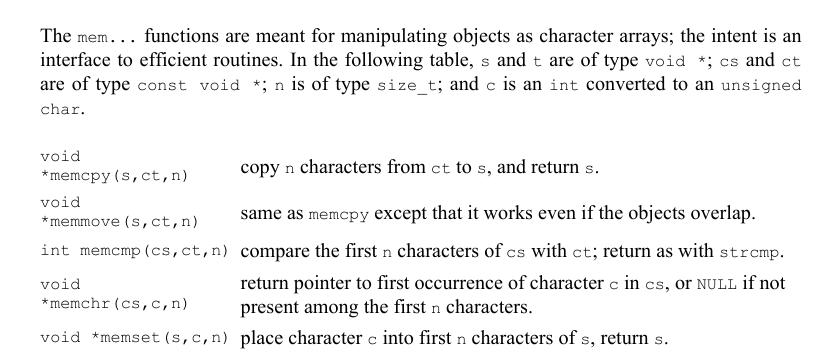 The mem... functions are meant for manipulating objects as character arrays; the intent is an
interface to efficient routines. In the following table, s and t are of type void *; cs and ct
are of type const void *; n is of type size_t; and c is an int converted to an unsigned
char.
void
*memcpy(s,ct,n) copy n characters from ct to s, and return s.
void
*memmove(s,ct,n) same as memcpy except that it works even if the objects overlap.
int memcmp(cs,ct,n) compare the first n characters of cs with ct; return as with strcmp.
void
*memchr(cs,c,n) return pointer to first occurrence of character c in cs, or NULL if not
present among the first n characters.
void *memset(s,c,n) place character c into first n characters of s, return s.